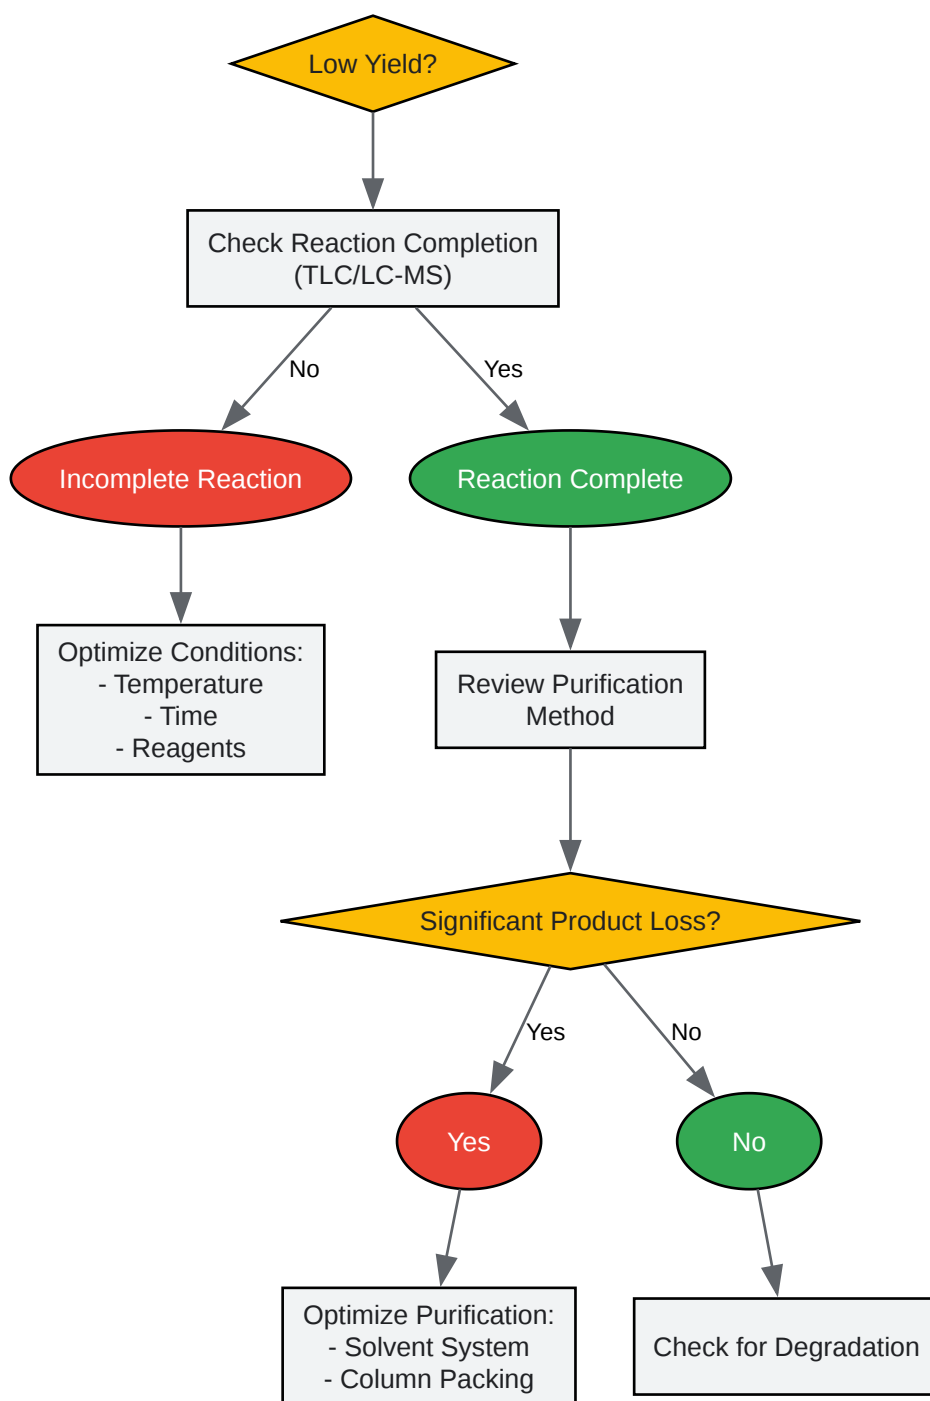 Low Yield?
Check Reaction Completion
(TLC/LC-MS)
No
Yes
Incomplete Reaction
Reaction Complete
Optimize Conditions:
- Temperature
- Time
- Reagents
Review Purification
Method
Significant Product Loss?
Yes
No
Yes
No
Optimize Purification:
- Solvent System
- Column Packing
Check for Degradation